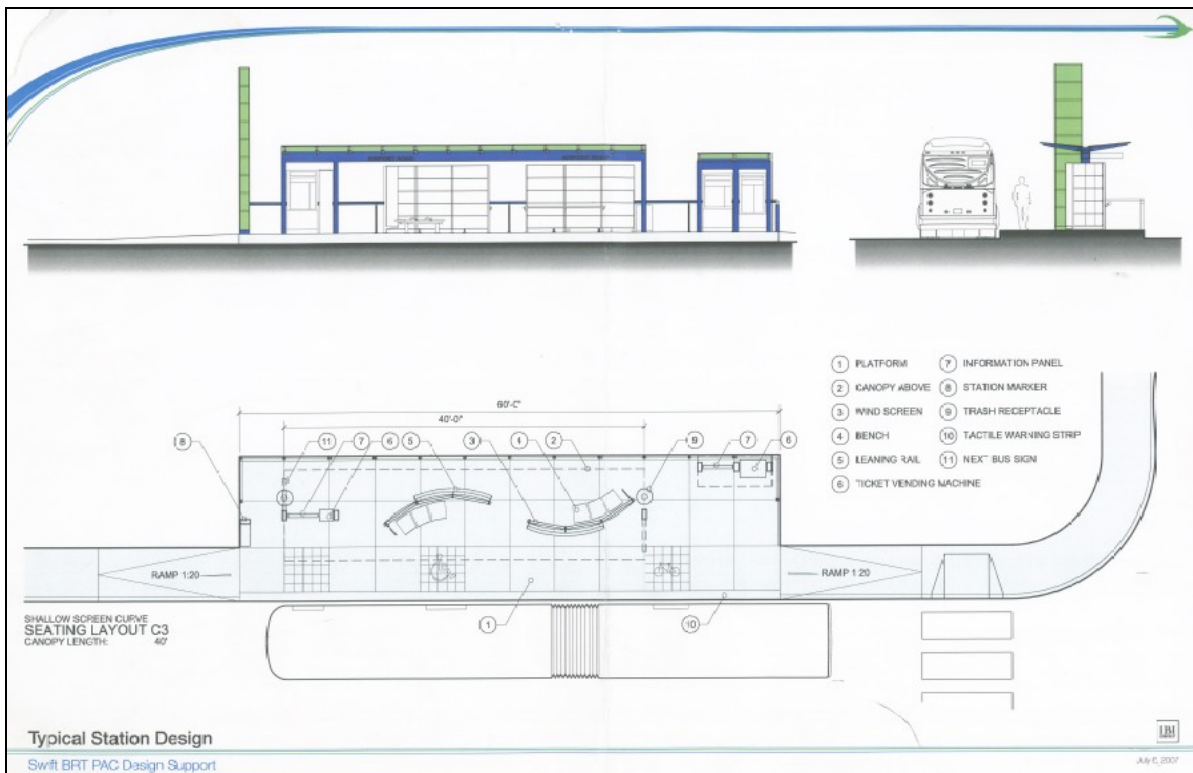 60'-0"
40'-0"
8
11
7
6
5
3
4
2
9
7
6
1 PLATFORM
2 CANOPY ABOVE
3 WIND SCREEN
4 BENCH
5 LEANING RAIL
6 TICKET VENDING MACHINE
7 INFORMATION PANEL
8 STATION MARKER
9 TRASH RECEPTACLE
10 TACTILE WARNING STRIP
11 NEXT BUS SIGN
RAMP 1:20
RAMP 1:20
1
10
SHALLOW SCREEN CURVE
SEATING LAYOUT C3
CANOPY LENGTH: 40'
Typical Station Design
Swift BRT PAC Design Support
IBI